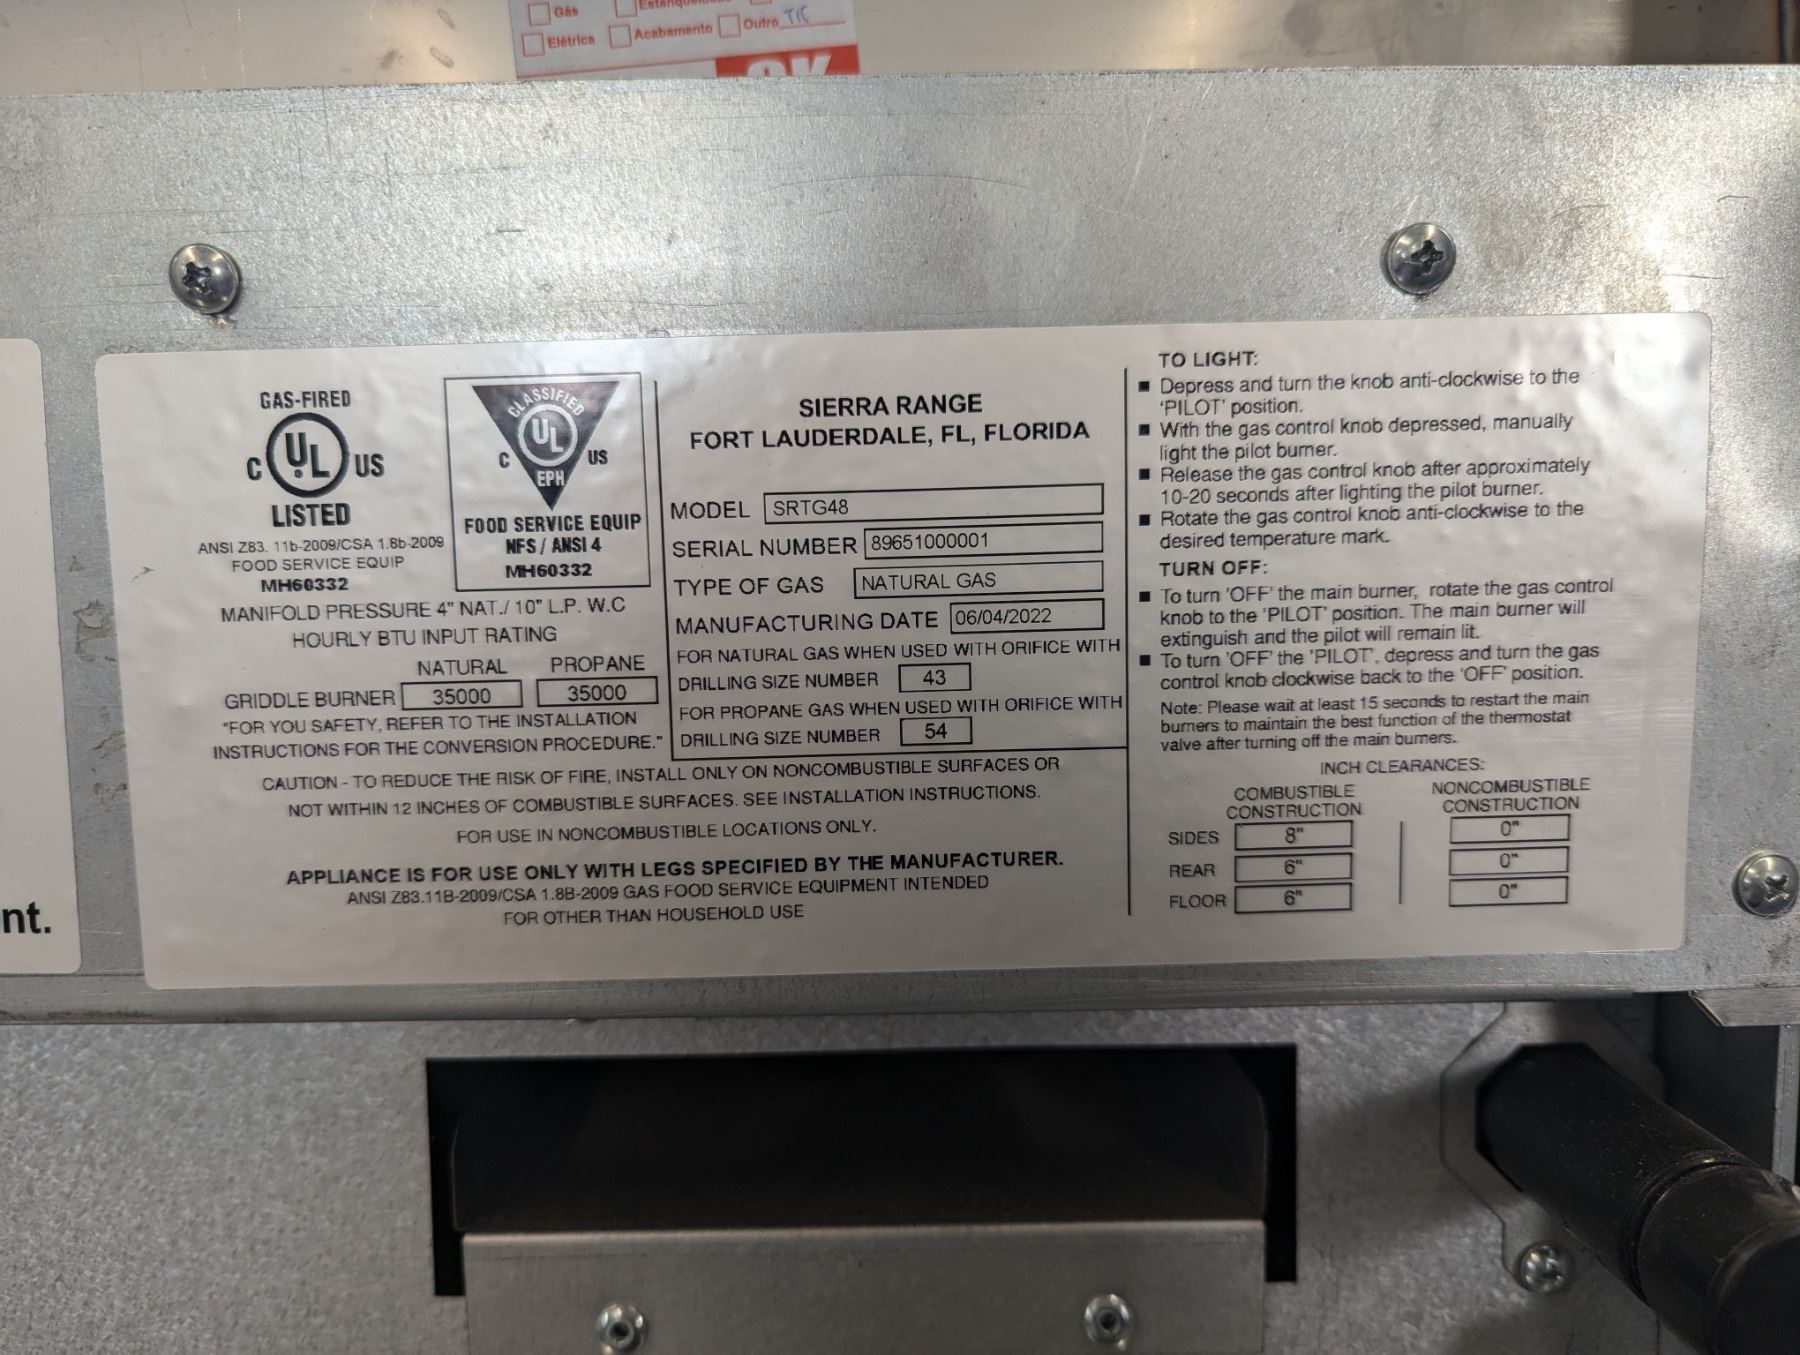 Gás
Elétrica
Acabamento
Outro TIC
OK
nt.
GAS-FIRED
C UL US
LISTED
ANSI Z83. 11b-2009/CSA 1.8b-2009
FOOD SERVICE EQUIP
MH60332
CLASSIFIED
C UL US
EPH
FOOD SERVICE EQUIP
NFS / ANSI 4
MH60332
MANIFOLD PRESSURE 4" NAT./ 10" L.P. W.C
HOURLY BTU INPUT RATING
NATURAL PROPANE
GRIDDLE BURNER 35000 35000
"FOR YOU SAFETY, REFER TO THE INSTALLATION
INSTRUCTIONS FOR THE CONVERSION PROCEDURE."
SIERRA RANGE
FORT LAUDERDALE, FL, FLORIDA
MODEL SRTG48
SERIAL NUMBER 89651000001
TYPE OF GAS NATURAL GAS
MANUFACTURING DATE 06/04/2022
FOR NATURAL GAS WHEN USED WITH ORIFICE WITH
DRILLING SIZE NUMBER 43
FOR PROPANE GAS WHEN USED WITH ORIFICE WITH
DRILLING SIZE NUMBER 54
CAUTION - TO REDUCE THE RISK OF FIRE, INSTALL ONLY ON NONCOMBUSTIBLE SURFACES OR
NOT WITHIN 12 INCHES OF COMBUSTIBLE SURFACES. SEE INSTALLATION INSTRUCTIONS.
FOR USE IN NONCOMBUSTIBLE LOCATIONS ONLY.
APPLIANCE IS FOR USE ONLY WITH LEGS SPECIFIED BY THE MANUFACTURER.
ANSI Z83.11B-2009/CSA 1.8B-2009 GAS FOOD SERVICE EQUIPMENT INTENDED
FOR OTHER THAN HOUSEHOLD USE
TO LIGHT:
■ Depress and turn the knob anti-clockwise to the
'PILOT' position.
■ With the gas control knob depressed, manually
light the pilot burner.
■ Release the gas control knob after approximately
10-20 seconds after lighting the pilot burner.
■ Rotate the gas control knob anti-clockwise to the
desired temperature mark.
TURN OFF:
■ To turn 'OFF' the main burner, rotate the gas control
knob to the 'PILOT' position. The main burner will
extinguish and the pilot will remain lit.
■ To turn 'OFF' the 'PILOT', depress and turn the gas
control knob clockwise back to the 'OFF' position.
Note: Please wait at least 15 seconds to restart the main
burners to maintain the best function of the thermostat
valve after turning off the main burners.
INCH CLEARANCES:
COMBUSTIBLE NONCOMBUSTIBLE
CONSTRUCTION CONSTRUCTION
SIDES 8" 0"
REAR 6" 0"
FLOOR 6" 0"